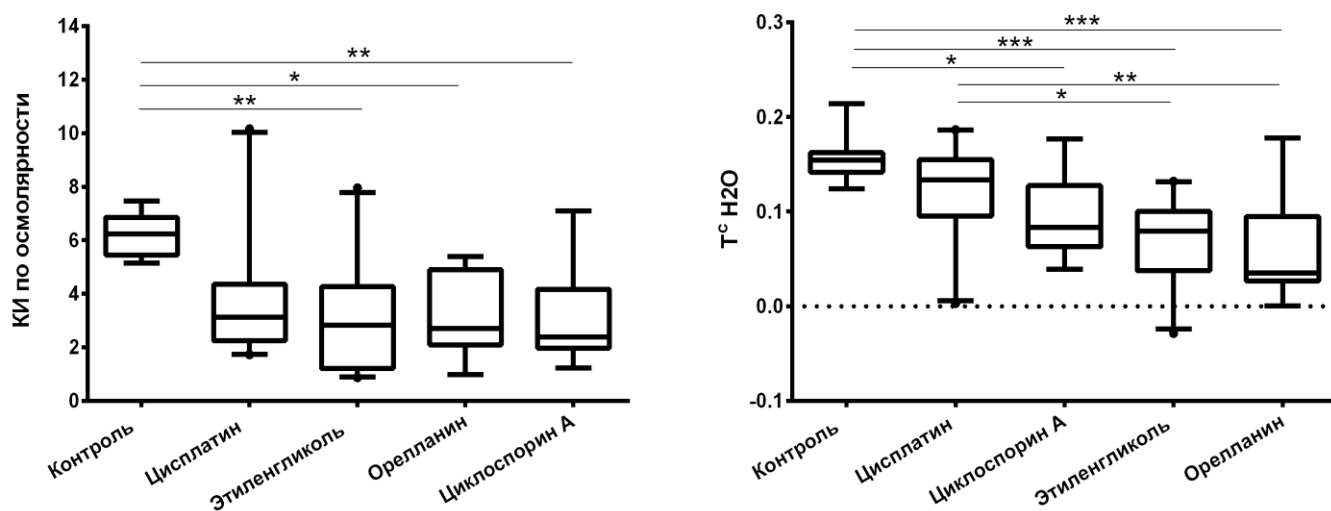 КИ по осмолярности
14
12
10
8
6
4
2
0
**
*
**
Контроль
Цисплатин
Этиленгликоль
Орелланин
Циклоспорин А
Tᶜ H2O
0.3
0.2
0.1
0.0
-0.1
***
***
*
**
*
Контроль
Цисплатин
Циклоспорин А
Этиленгликоль
Орелланин